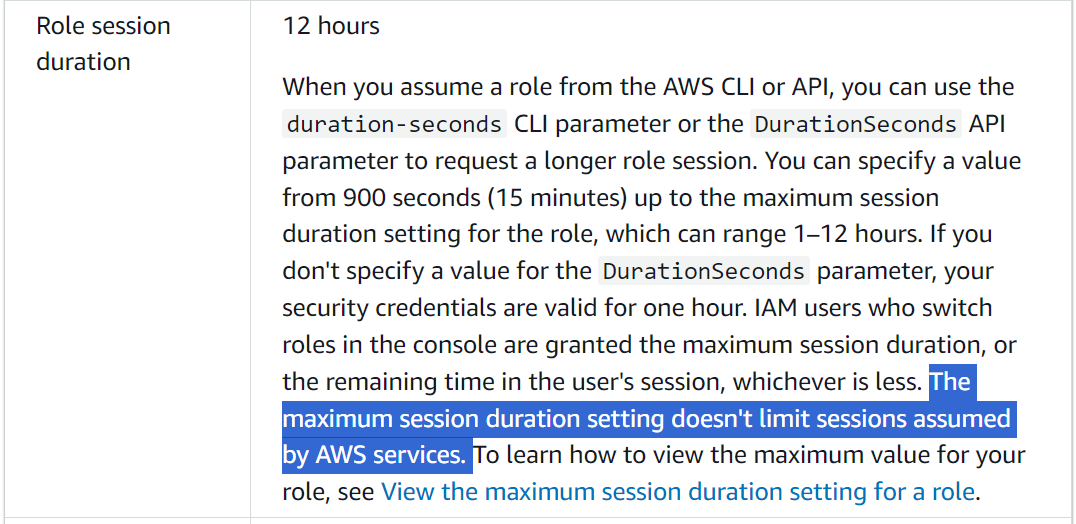 Role session
duration
12 hours
When you assume a role from the AWS CLI or API, you can use the
duration-seconds CLI parameter or the DurationSeconds API
parameter to request a longer role session. You can specify a value
from 900 seconds (15 minutes) up to the maximum session
duration setting for the role, which can range 1–12 hours. If you
don't specify a value for the DurationSeconds parameter, your
security credentials are valid for one hour. IAM users who switch
roles in the console are granted the maximum session duration, or
the remaining time in the user's session, whichever is less. The
maximum session duration setting doesn't limit sessions assumed
by AWS services. To learn how to view the maximum value for your
role, see View the maximum session duration setting for a role.